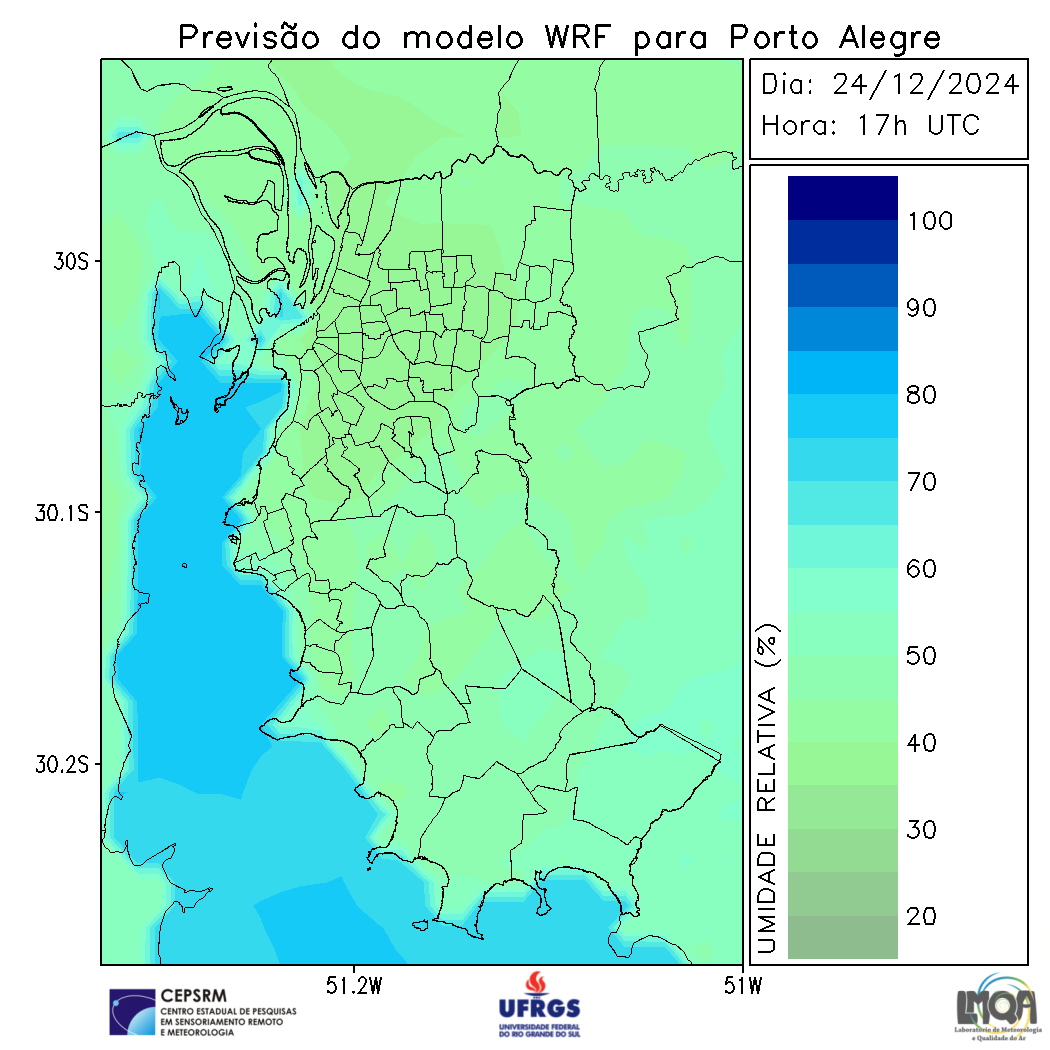 Previsão do modelo WRF para Porto Alegre
Dia: 24/12/2024
Hora: 17h UTC
100
90
80
70
60
50
40
30
20
UMIDADE RELATIVA (%)
30S
30.1S
30.2S
51.2W
51W
CEPSRM
CENTRO ESTADUAL DE PESQUISAS
EM SENSORIAMENTO REMOTO
E METEOROLOGIA
UFRGS
UNIVERSIDADE FEDERAL
DO RIO GRANDE DO SUL
LMQA
Laboratório de Meteorologia
e Qualidade do Ar